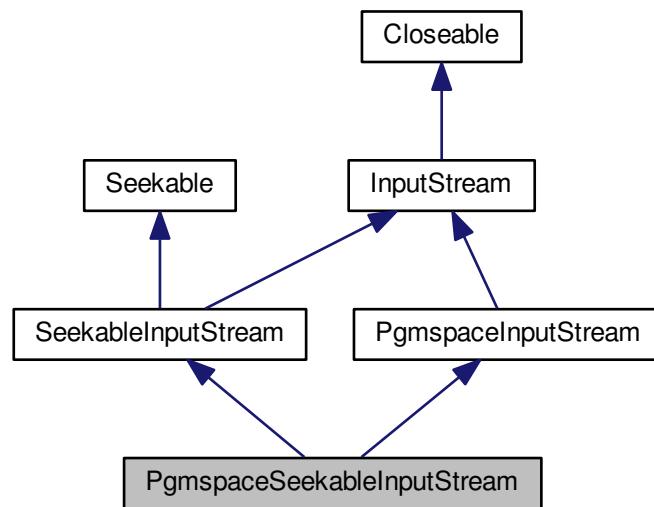 Closeable
Seekable
InputStream
SeekableInputStream
PgmspaceInputStream
PgmspaceSeekableInputStream